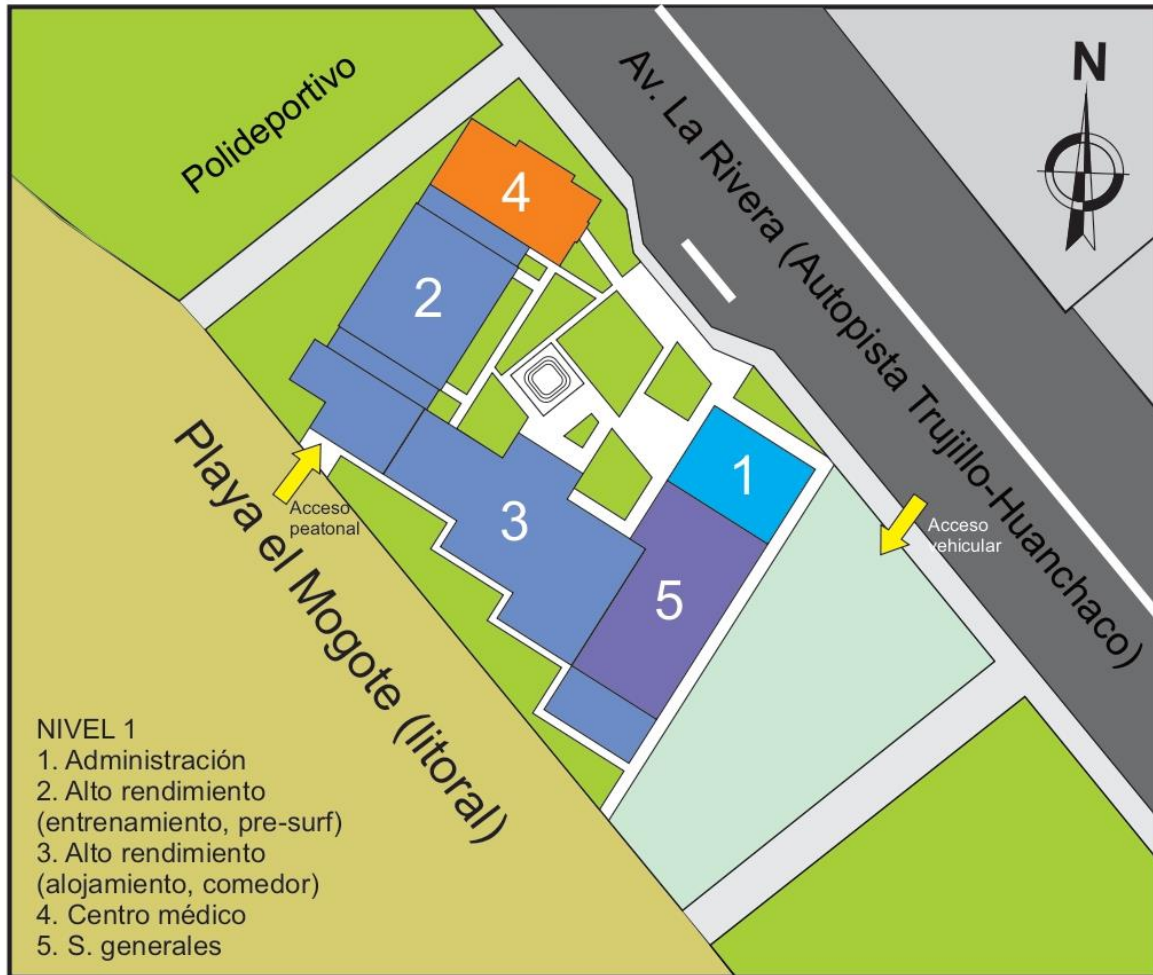 Polideportivo
Av. La Rivera (Autopista Trujillo-Huanchaco)
N
4
2
1
3
5
Acceso
peatonal
Acceso
vehicular
Playa el Mogote (litoral)
NIVEL 1
1. Administración
2. Alto rendimiento
(entrenamiento, pre-surf)
3. Alto rendimiento
(alojamiento, comedor)
4. Centro médico
5. S. generales